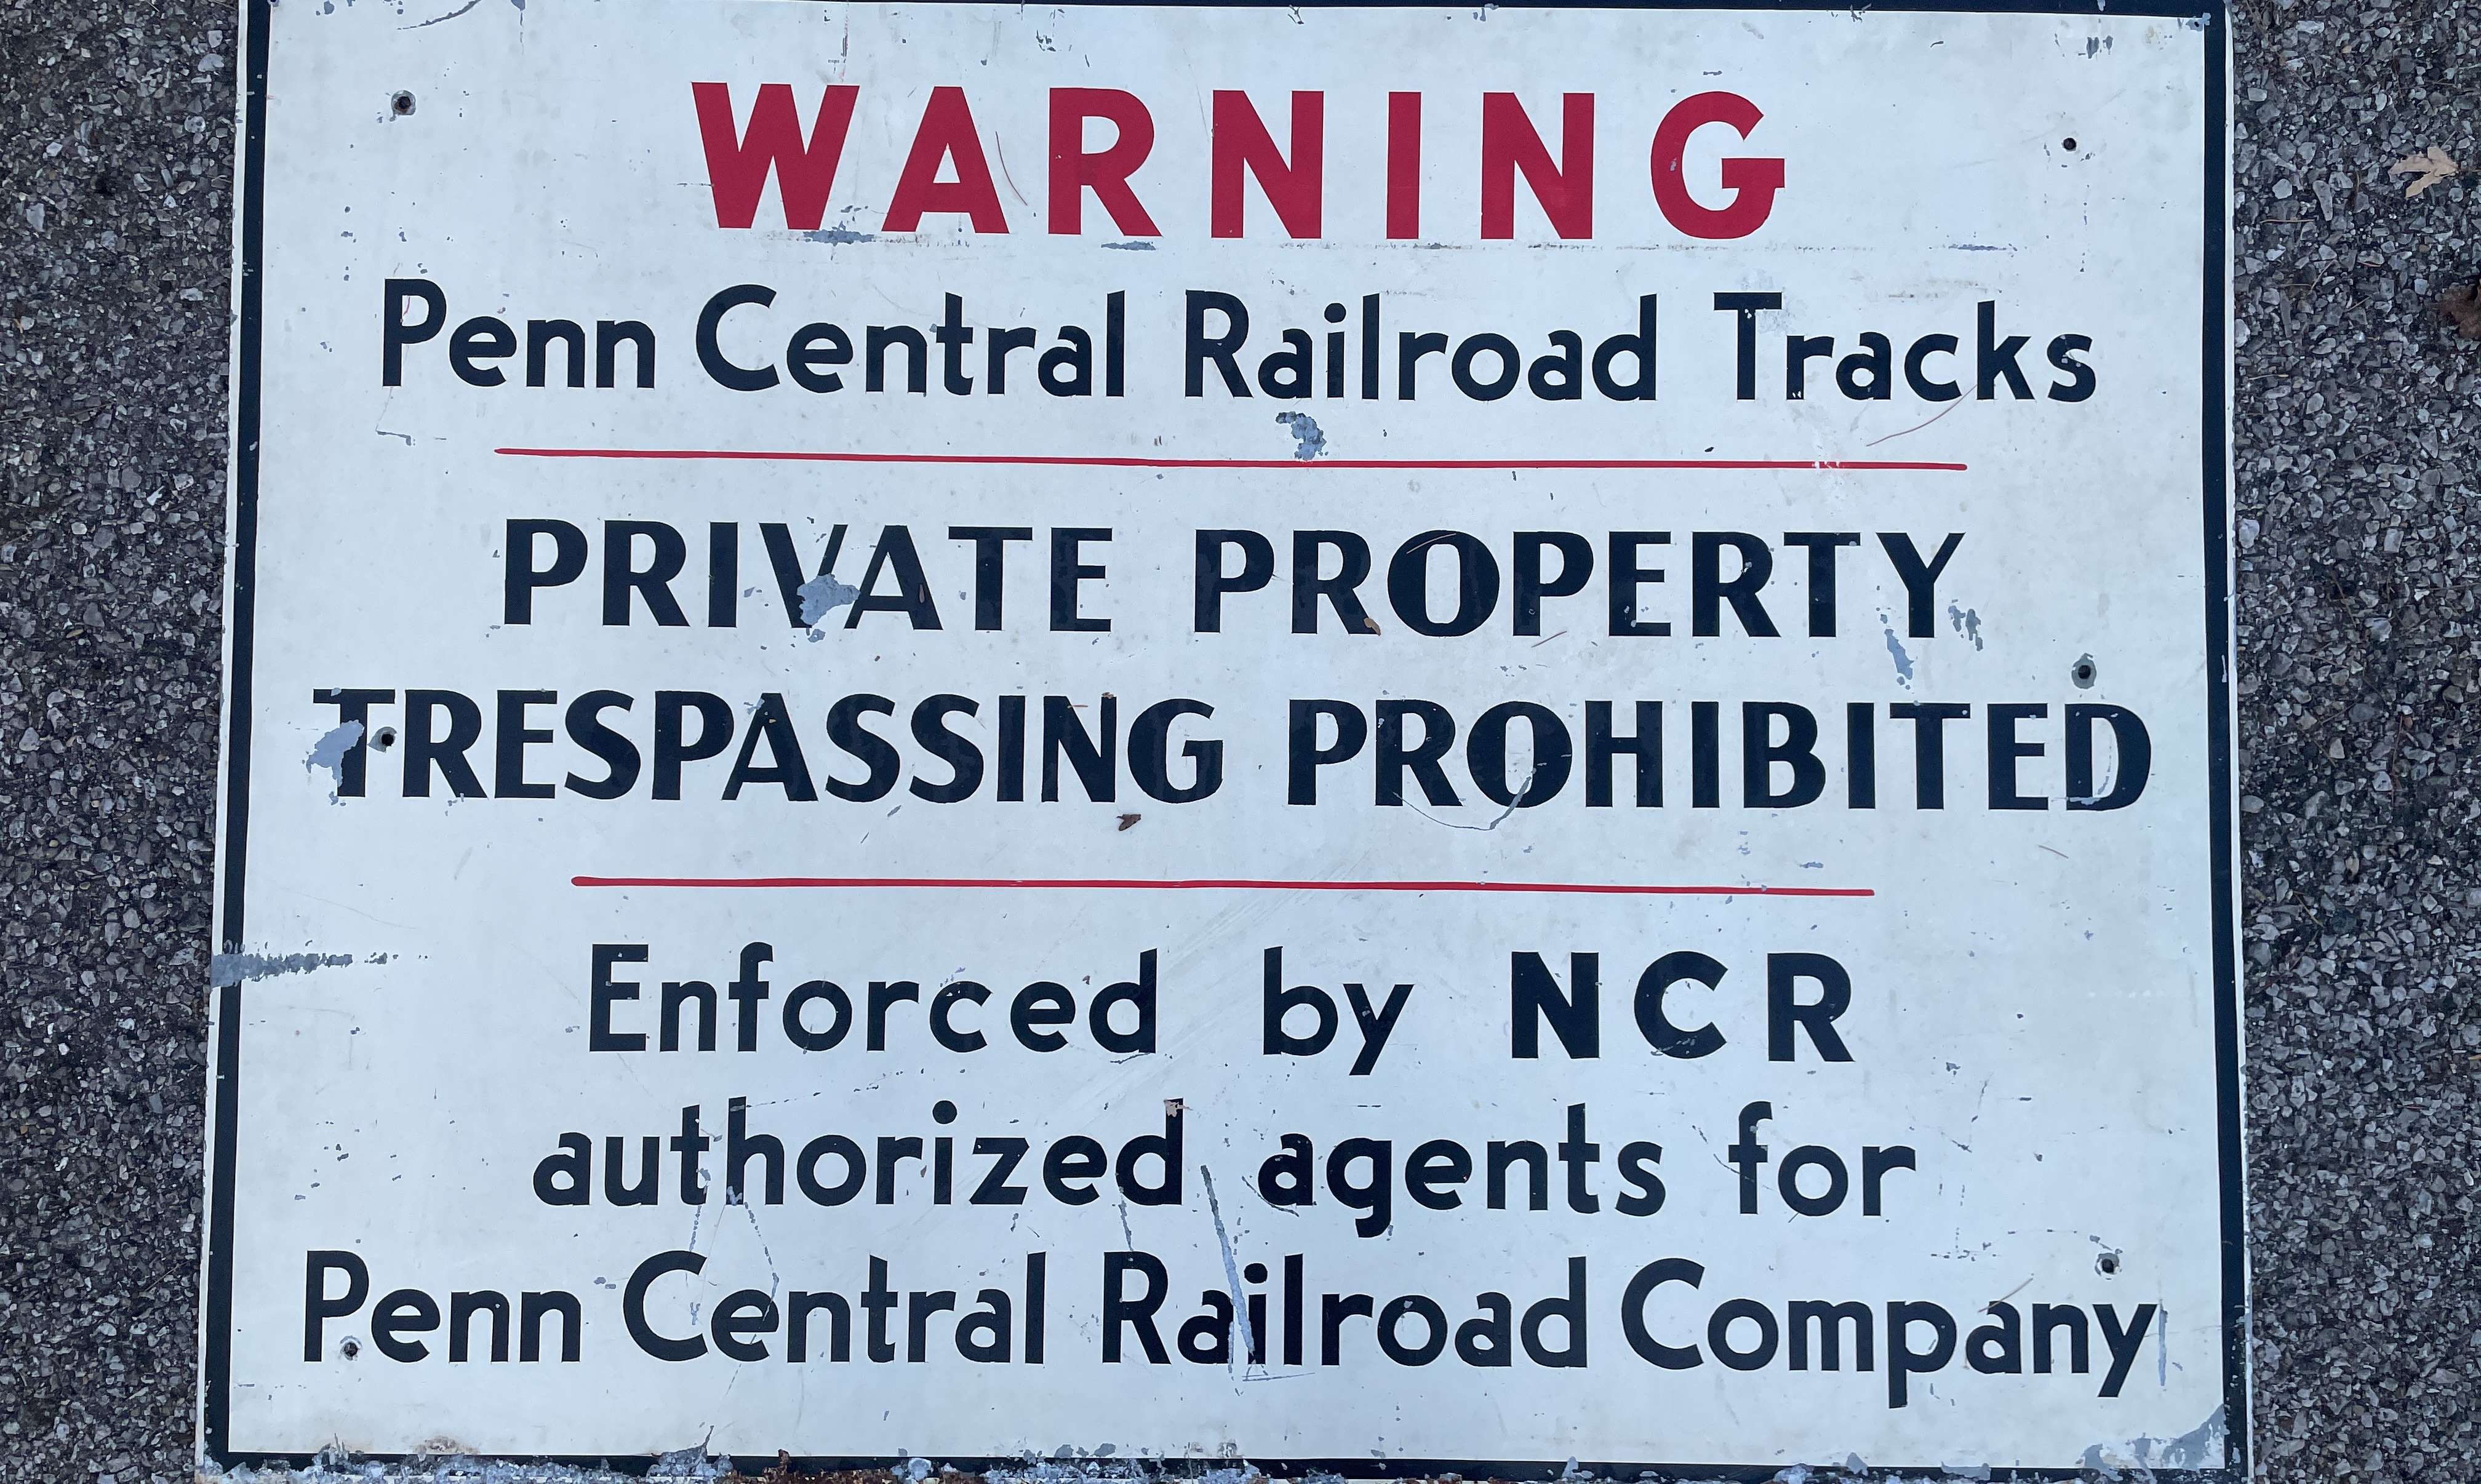 WARNING
Penn Central Railroad Tracks
PRIVATE PROPERTY
TRESPASSING PROHIBITED
Enforced by NCR
authorized agents for
Penn Central Railroad Company